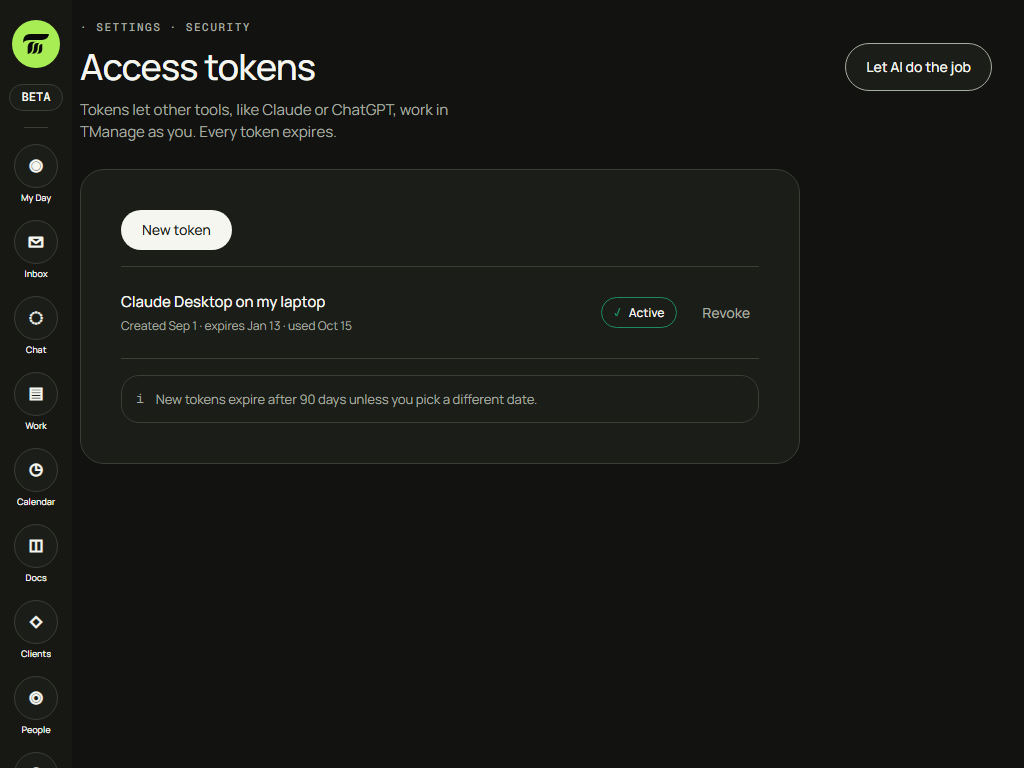 · SETTINGS · SECURITY
Access tokens
Let AI do the job
Tokens let other tools, like Claude or ChatGPT, work in
TManage as you. Every token expires.
BETA
My Day
Inbox
Chat
Work
Calendar
Docs
Clients
People
New token
Claude Desktop on my laptop
Created Sep 1 · expires Jan 13 · used Oct 15
✓ Active
Revoke
i New tokens expire after 90 days unless you pick a different date.